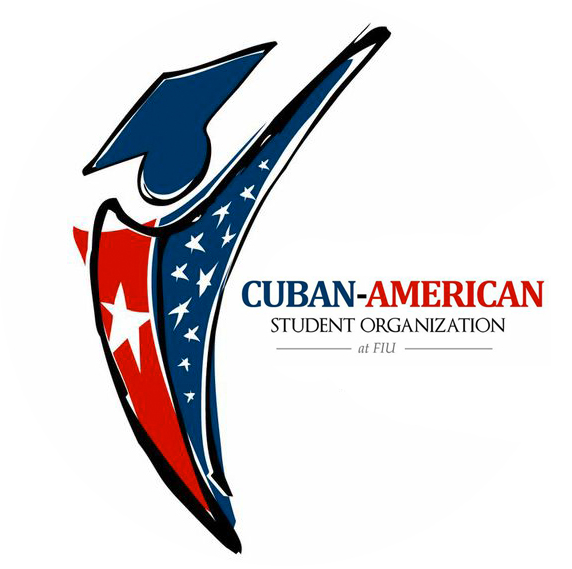 CUBAN-AMERICAN
STUDENT ORGANIZATION
at FIU